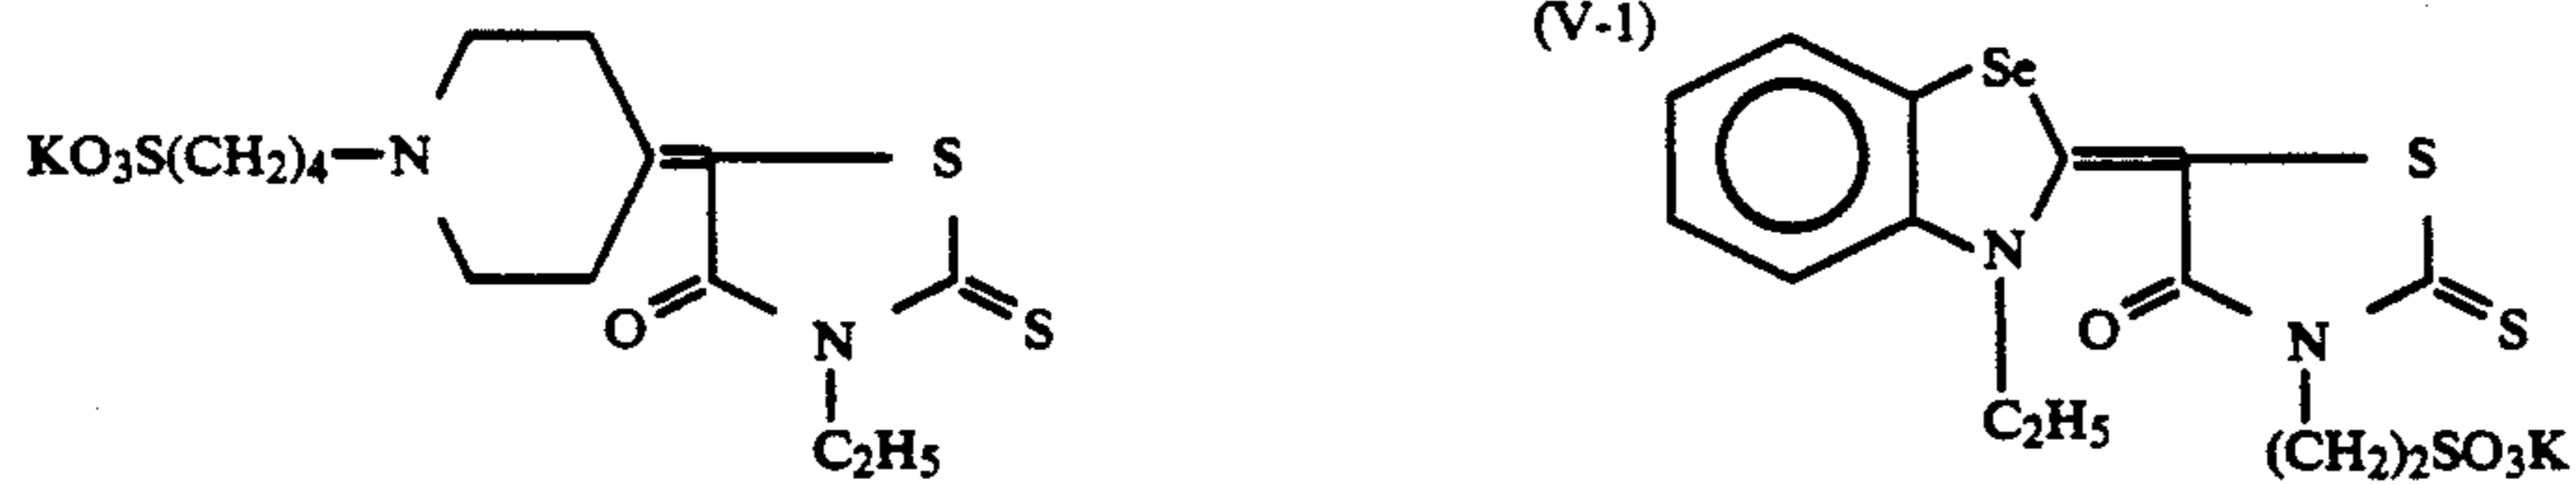 (V-1)
Se
KO₃S(CH₂)₄—N
S
S
N
O
S
O
S
N
N
C₂H₅
C₂H₅
(CH₂)₂SO₃K